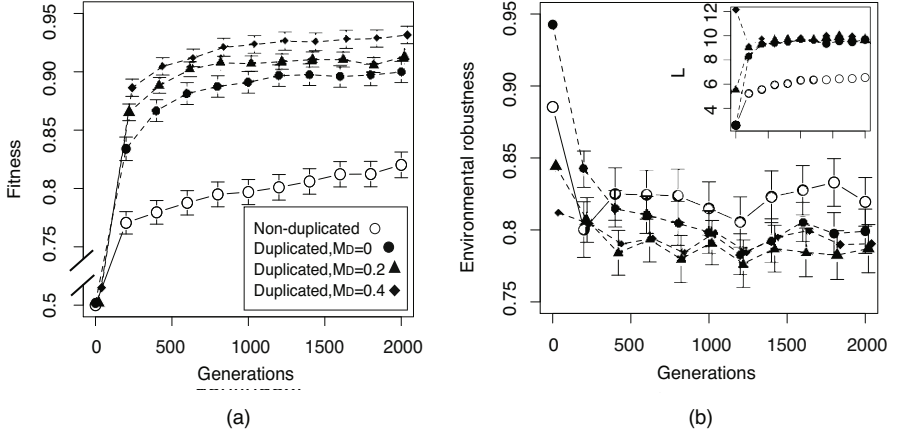 0.95
0.90
0.85
0.8
0.75
0.5
Fitness
0 500 1000 1500 2000
Generations
Non-duplicated
Duplicated,MD=0
Duplicated,MD=0.2
Duplicated,MD=0.4
(a)
0.95
0.90
0.85
0.8
0.75
Environmental robustness
0 500 1000 1500 2000
Generations
12
10
8
6
4
L
(b)